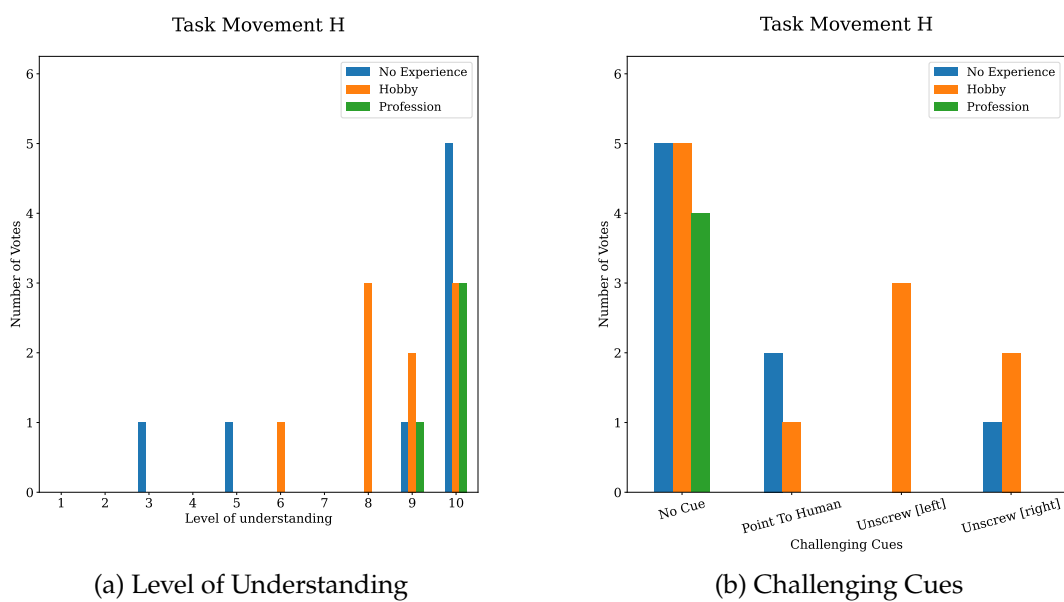 Task Movement H
No Experience
Hobby
Profession
6
5
4
3
2
1
0
Number of Votes
1 2 3 4 5 6 7 8 9 10
Level of understanding
(a) Level of Understanding
Task Movement H
No Experience
Hobby
Profession
6
5
4
3
2
1
0
Number of Votes
No Cue Point To Human Unscrew [left] Unscrew [right]
Challenging Cues
(b) Challenging Cues